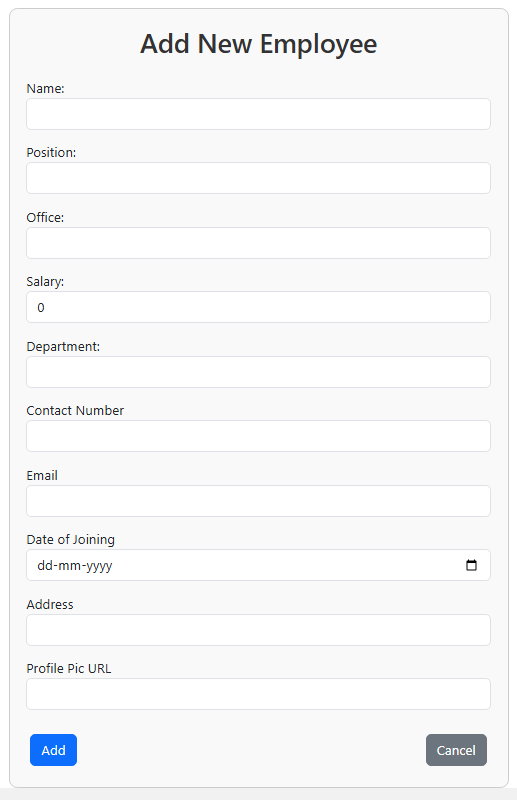 Add New Employee
Name:
Position:
Office:
Salary:
0
Department:
Contact Number
Email
Date of Joining
dd-mm-yyyy
Address
Profile Pic URL
Add Cancel